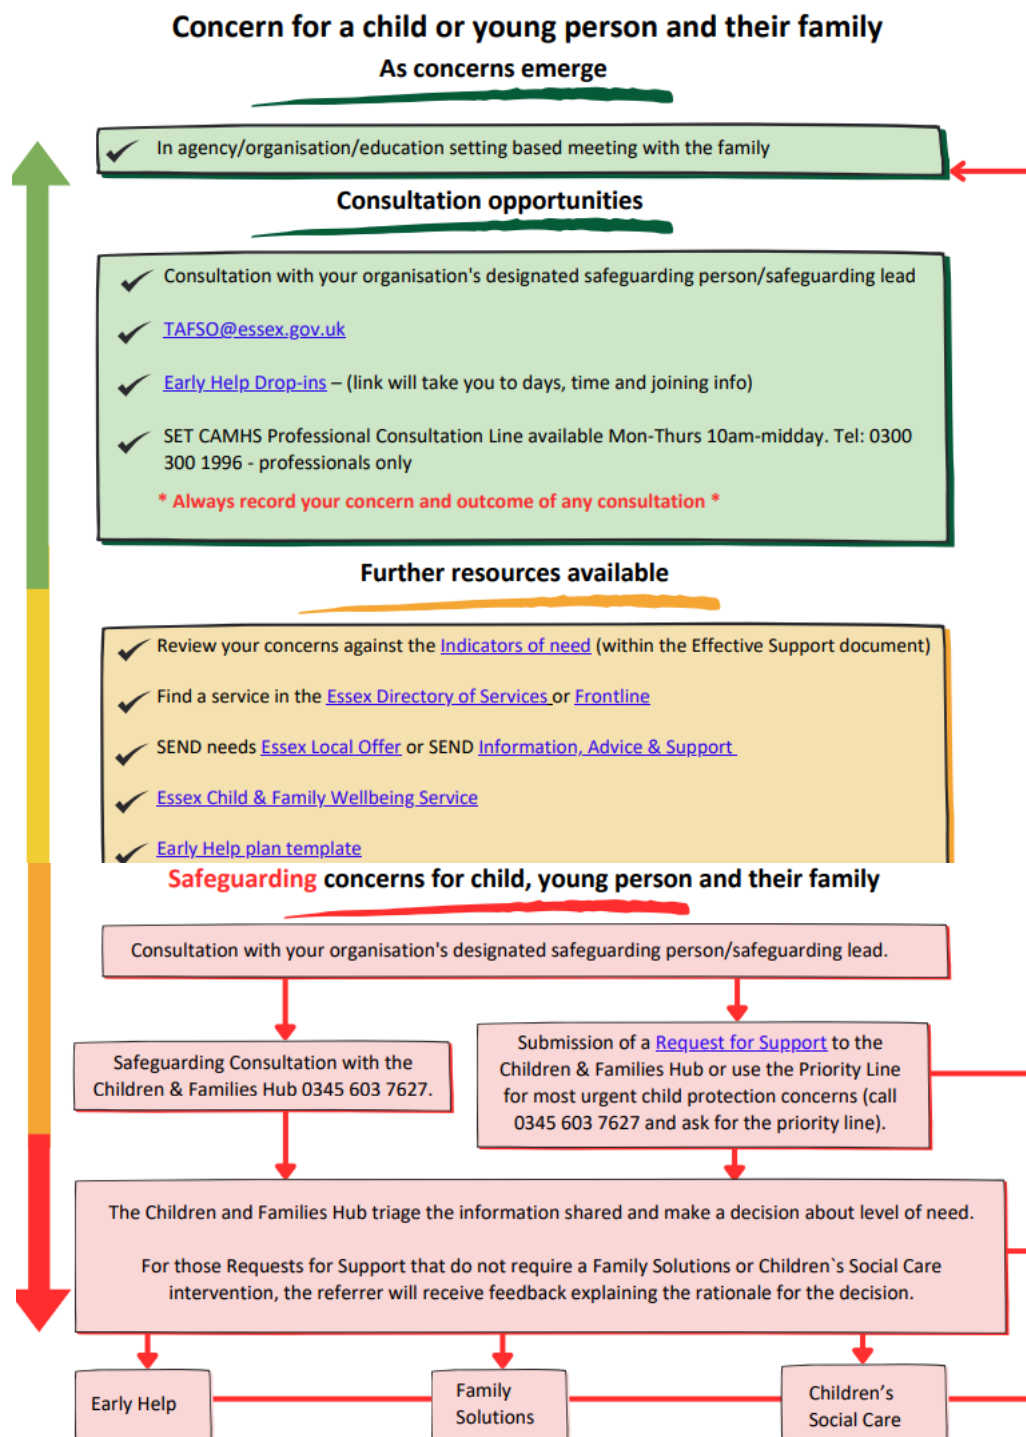 Concern for a child or young person and their family
As concerns emerge
In agency/organisation/education setting based meeting with the family
Consultation opportunities
Consultation with your organisation's designated safeguarding person/safeguarding lead
TAFSO@essex.gov.uk
Early Help Drop-ins – (link will take you to days, time and joining info)
SET CAMHS Professional Consultation Line available Mon-Thurs 10am-midday. Tel: 0300
300 1996 - professionals only
* Always record your concern and outcome of any consultation *
Further resources available
Review your concerns against the Indicators of need (within the Effective Support document)
Find a service in the Essex Directory of Services or Frontline
SEND needs Essex Local Offer or SEND Information, Advice & Support
Essex Child & Family Wellbeing Service
Early Help plan template
Safeguarding concerns for child, young person and their family
Consultation with your organisation's designated safeguarding person/safeguarding lead.
Safeguarding Consultation with the
Children & Families Hub 0345 603 7627.
Submission of a Request for Support to the
Children & Families Hub or use the Priority Line
for most urgent child protection concerns (call
0345 603 7627 and ask for the priority line).
The Children and Families Hub triage the information shared and make a decision about level of need.
For those Requests for Support that do not require a Family Solutions or Children`s Social Care
intervention, the referrer will receive feedback explaining the rationale for the decision.
Early Help
Family
Solutions
Children’s
Social Care